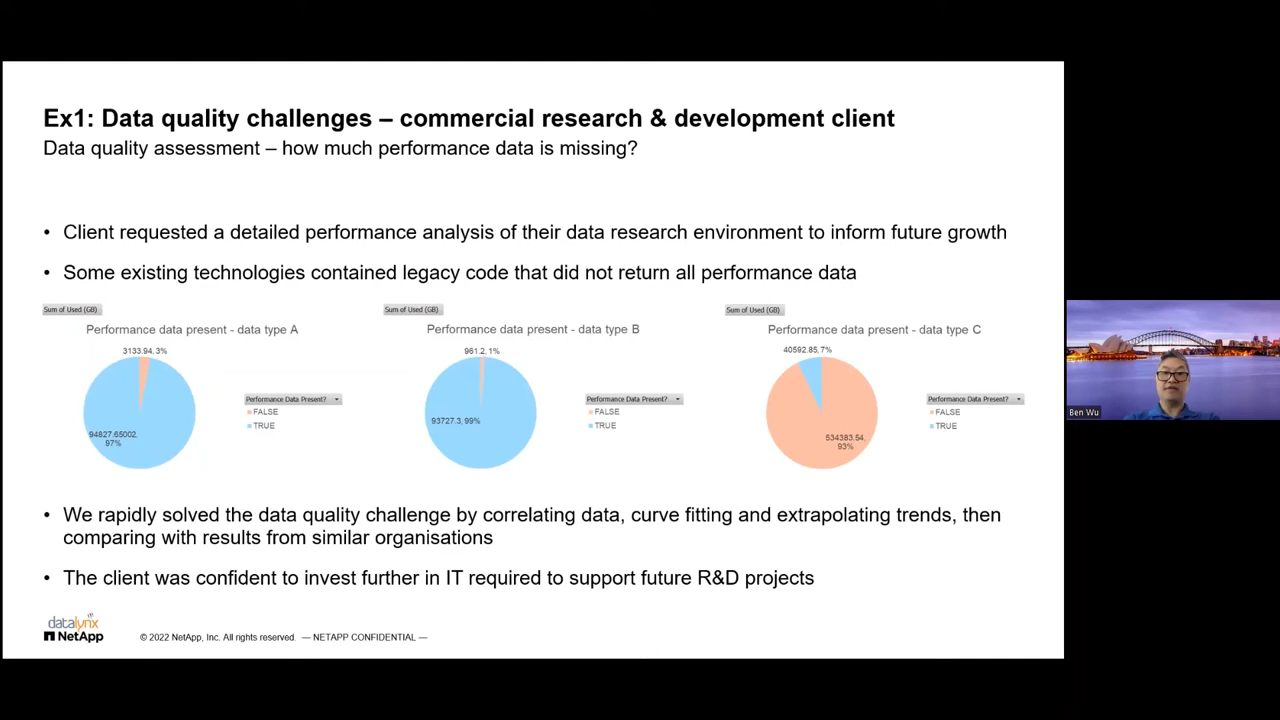 Ex1: Data quality challenges – commercial research & development client
Data quality assessment – how much performance data is missing?
• Client requested a detailed performance analysis of their data research environment to inform future growth
• Some existing technologies contained legacy code that did not return all performance data
Sum of Used (GB)
Performance data present - data type A
3133.94, 3%
94827.65002,
97%
Performance Data Present?
FALSE
TRUE
Sum of Used (GB)
Performance data present - data type B
961.2, 1%
93727.3, 99%
Performance Data Present?
FALSE
TRUE
Sum of Used (GB)
Performance data present - data type C
40592.85, 7%
534383.54,
93%
Performance Data Present?
FALSE
TRUE
• We rapidly solved the data quality challenge by correlating data, curve fitting and extrapolating trends, then
comparing with results from similar organisations
• The client was confident to invest further in IT required to support future R&D projects
datalynx
NetApp
© 2022 NetApp, Inc. All rights reserved. — NETAPP CONFIDENTIAL —
Ben Wu